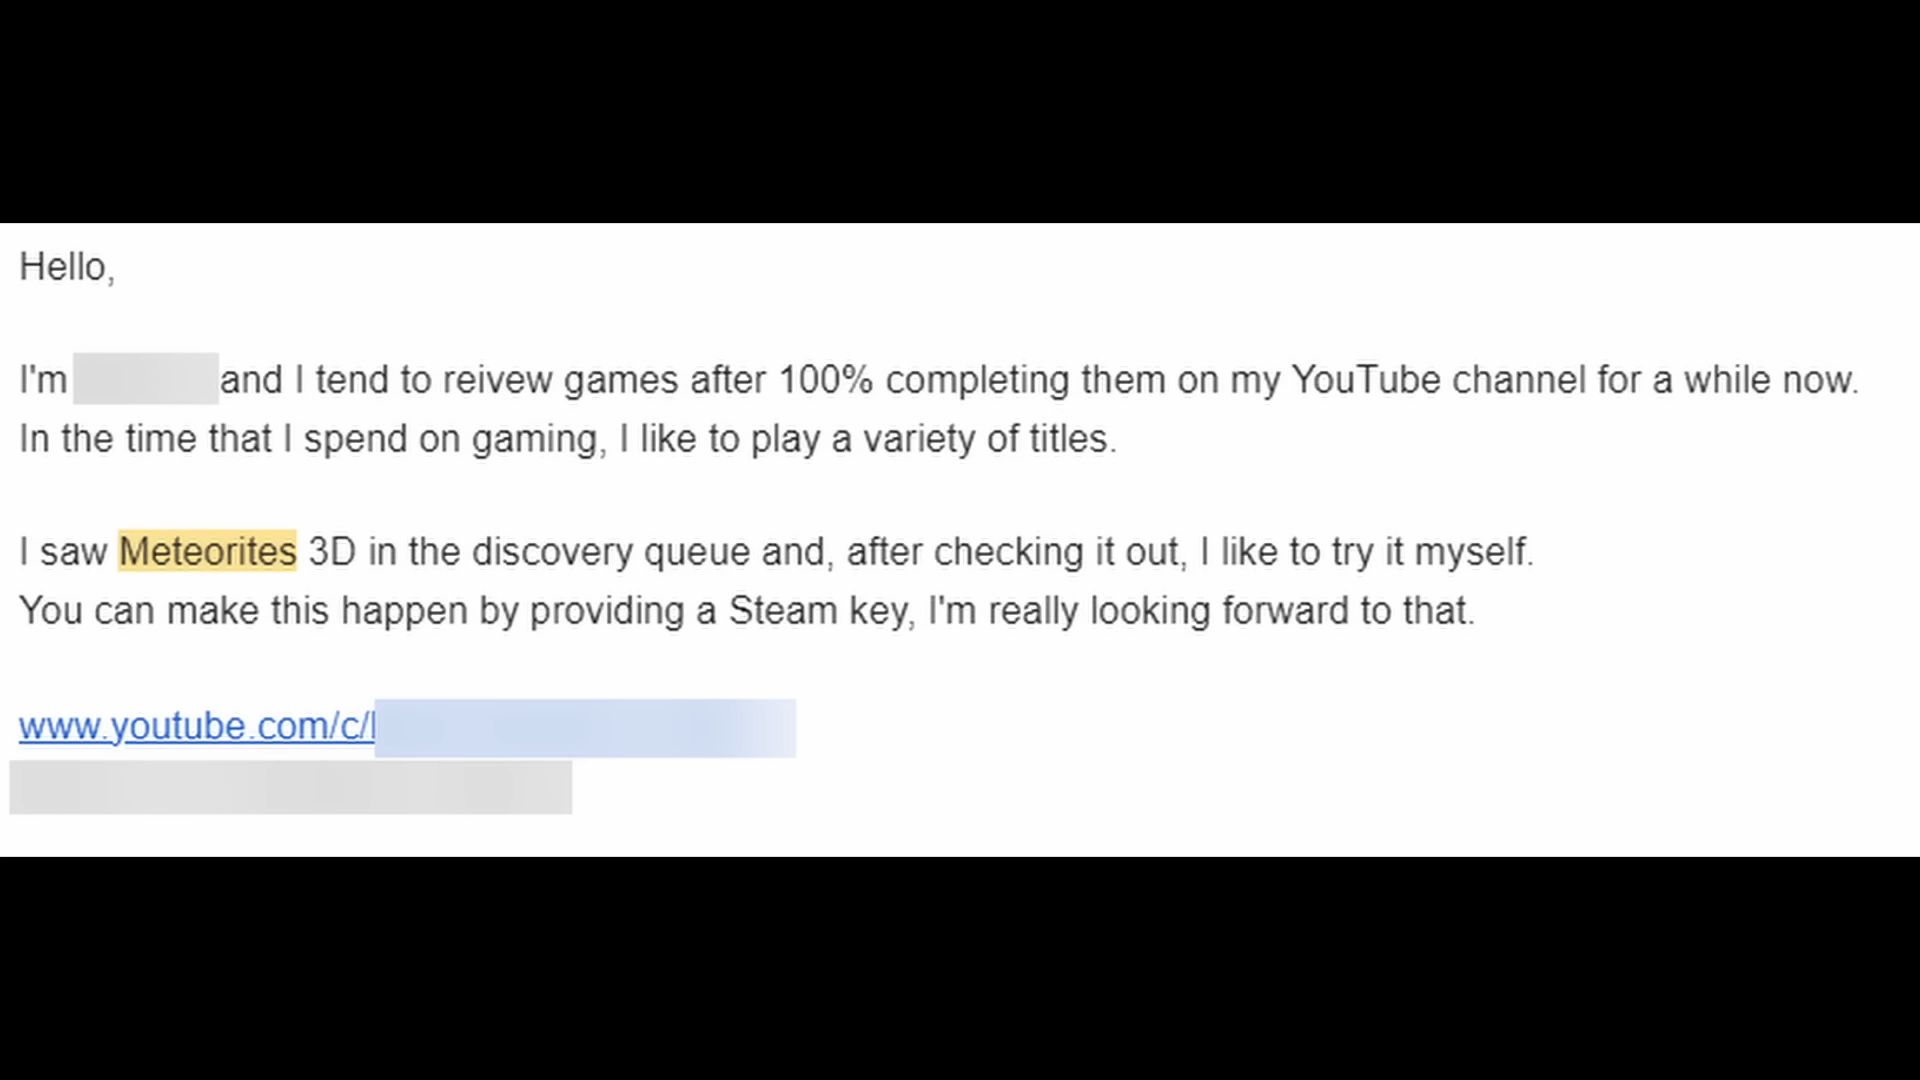 Hello,
I'm and I tend to reivew games after 100% completing them on my YouTube channel for a while now.
In the time that I spend on gaming, I like to play a variety of titles.
I saw Meteorites 3D in the discovery queue and, after checking it out, I like to try it myself.
You can make this happen by providing a Steam key, I'm really looking forward to that.
www.youtube.com/c/